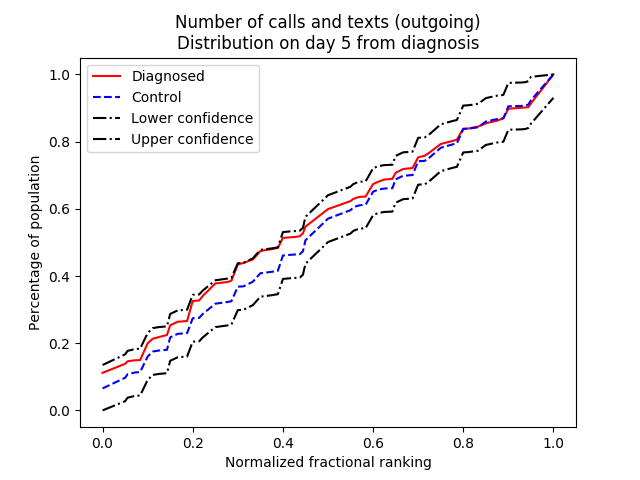 Number of calls and texts (outgoing)
Distribution on day 5 from diagnosis
Diagnosed
Control
Lower confidence
Upper confidence
Percentage of population
1.0
0.8
0.6
0.4
0.2
0.0
0.0 0.2 0.4 0.6 0.8 1.0
Normalized fractional ranking